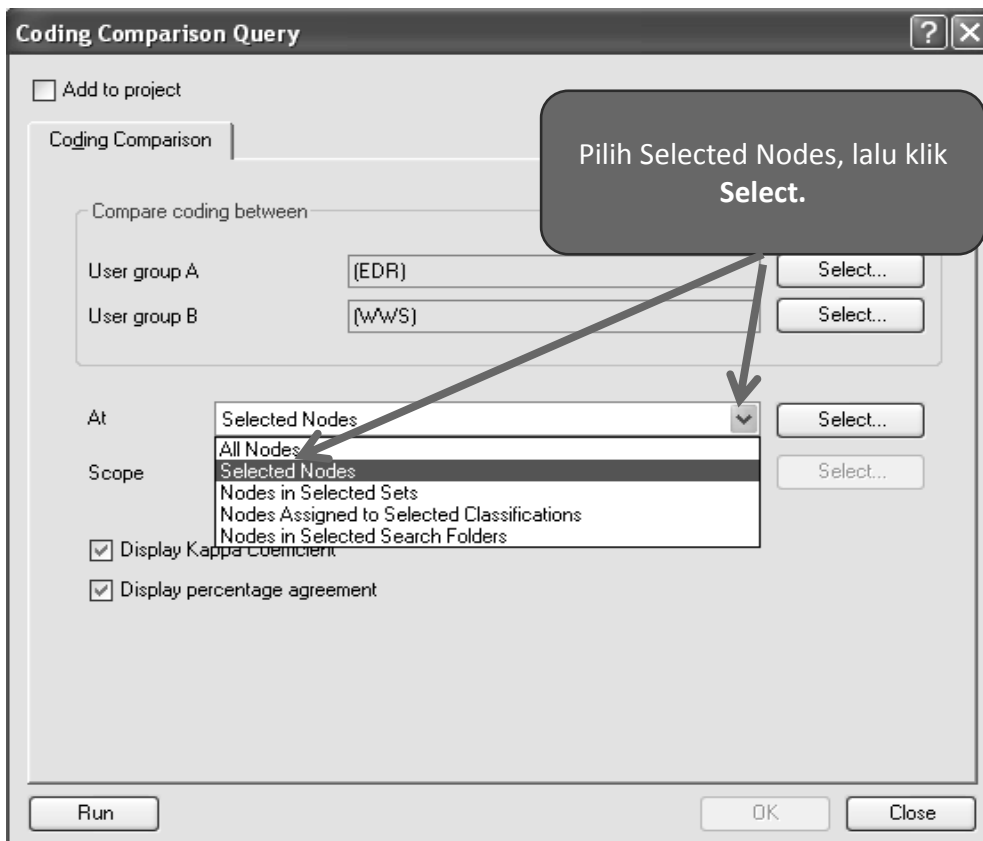 Coding Comparison Query
Add to project
Coding Comparison
Pilih Selected Nodes, lalu klik
Select.
Compare coding between
User group A (EDR) Select...
User group B (WWS) Select...
At Selected Nodes Select...
All Nodes
Scope Selected Nodes Select...
Nodes in Selected Sets
Nodes Assigned to Selected Classifications
Nodes in Selected Search Folders
Display Kappa Coefficient
Display percentage agreement
Run OK Close